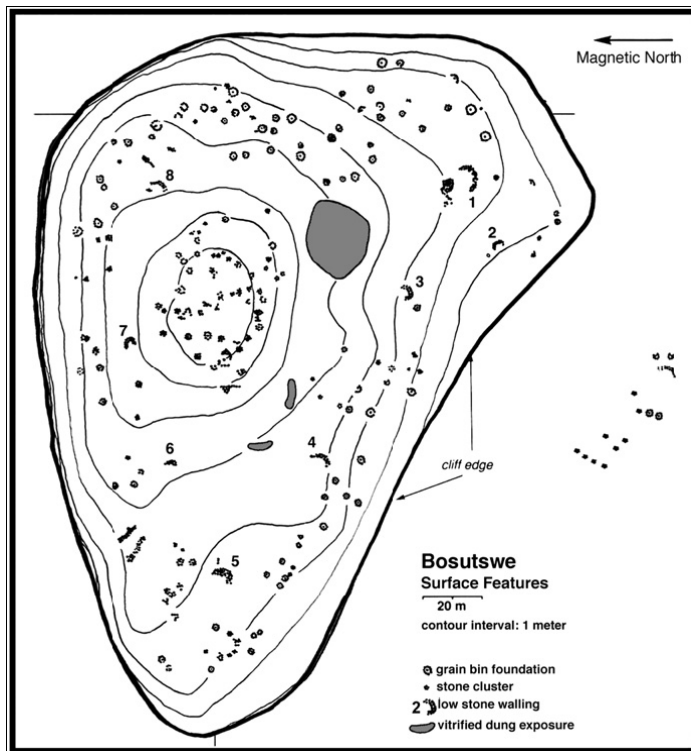 Magnetic North
8
1
2
3
7
6
4
cliff edge
5
Bosutswe
Surface Features
20 m
contour interval: 1 meter
grain bin foundation
stone cluster
2 low stone walling
vitrified dung exposure